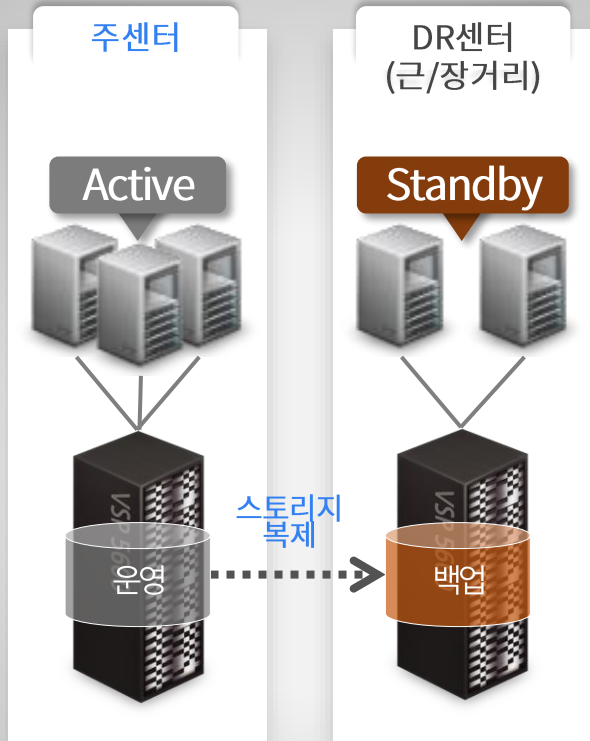 주센터
DR센터
(근/장거리)
Active
Standby
스토리지
복제
운영
백업